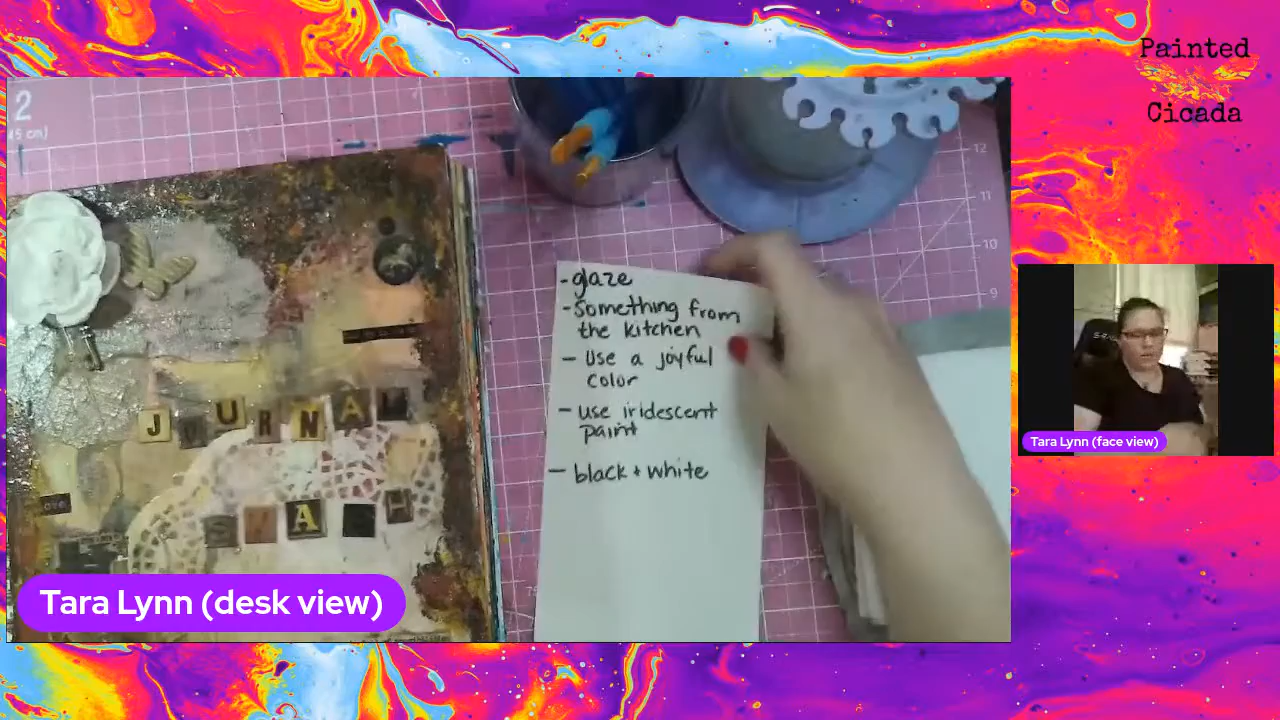 Painted
Cicada
2
12
11
10
9
- glaze
- Something from
the kitchen
- Use a joyful
color
- use iridescent
paint
- black + white
JOURNAL
SMASH
Tara Lynn (desk view)
Tara Lynn (face view)